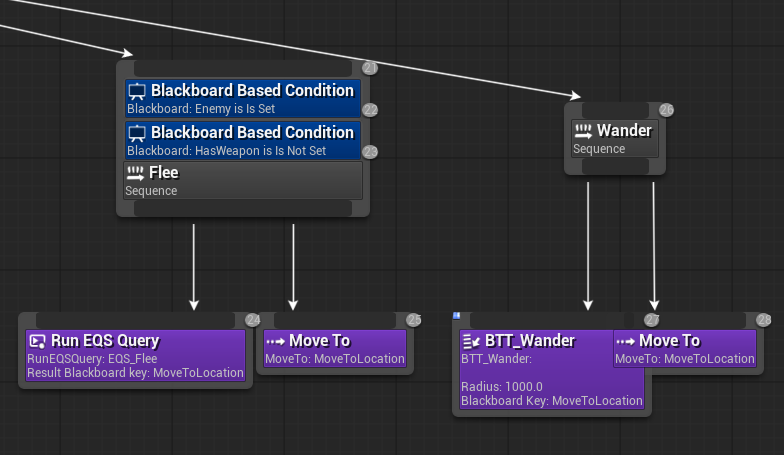 21
Blackboard Based Condition
Blackboard: Enemy is Is Set
22
Blackboard Based Condition
Blackboard: HasWeapon is Is Not Set
23
Flee
Sequence
26
Wander
Sequence
24
Run EQS Query
RunEQSQuery: EQS_Flee
Result Blackboard key: MoveToLocation
25
Move To
MoveTo: MoveToLocation
27
BTT_Wander
BTT_Wander:
Radius: 1000.0
Blackboard Key: MoveToLocation
28
Move To
MoveTo: MoveToLocation